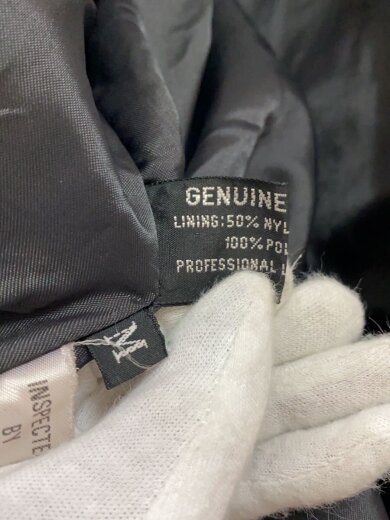 GENUINE
LINING:50% NYL
100% POL
PROFESSIONAL L
M
INSPECTE
BY